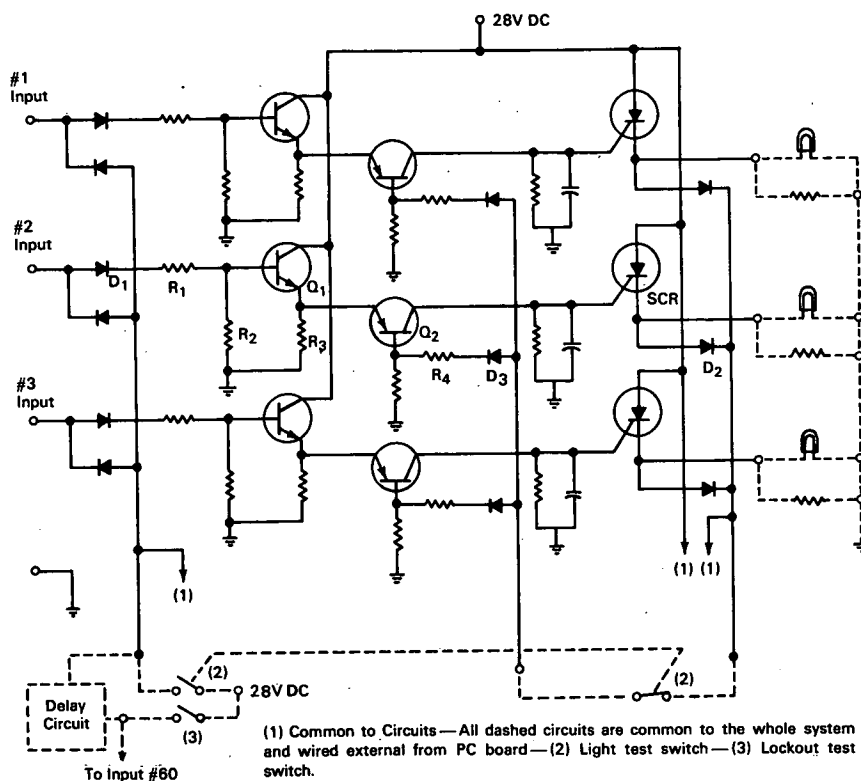 28V DC
#1
Input
#2
Input
D1
R1
Q1
R2
R3
Q2
R4
D3
SCR
D2
#3
Input
(1)
(1) (1)
(2)
28V DC
(2)
Delay
Circuit
(3)
To Input #60
(1) Common to Circuits—All dashed circuits are common to the whole system
and wired external from PC board—(2) Light test switch—(3) Lockout test
switch.